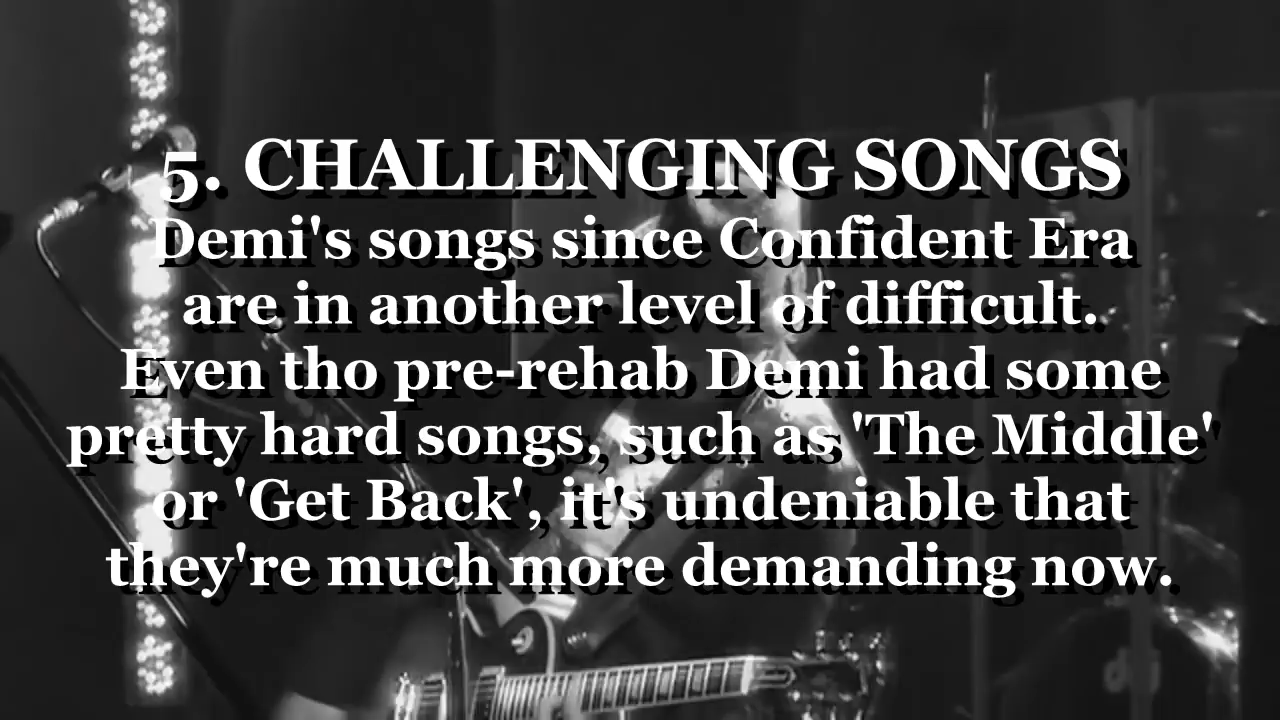 5. CHALLENGING SONGS
Demi's songs since Confident Era
are in another level of difficult.
Even tho pre-rehab Demi had some
pretty hard songs, such as 'The Middle'
or 'Get Back', it's undeniable that
they're much more demanding now.